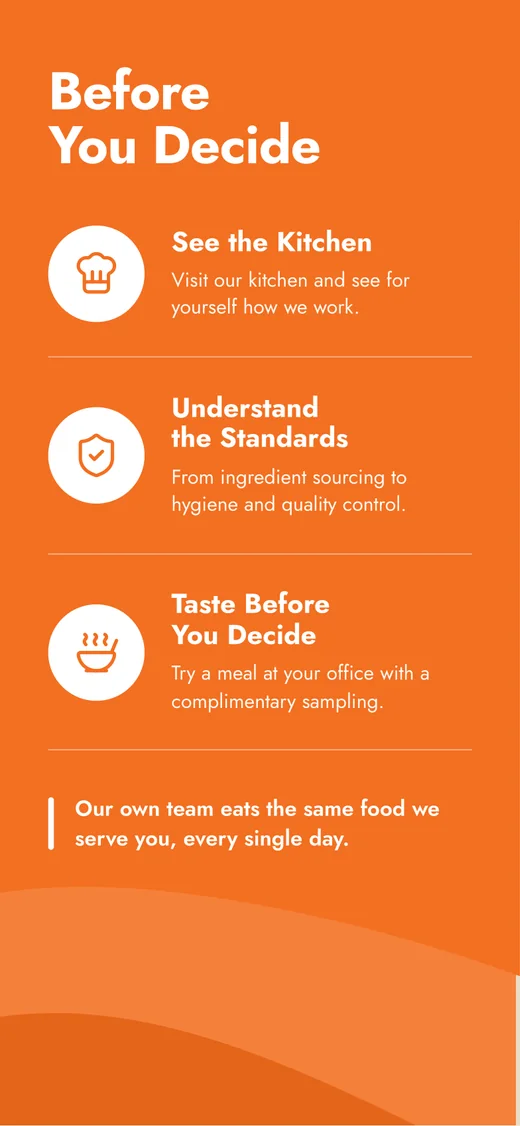 Before
You Decide
See the Kitchen
Visit our kitchen and see for
yourself how we work.
Understand
the Standards
From ingredient sourcing to
hygiene and quality control.
Taste Before
You Decide
Try a meal at your office with a
complimentary sampling.
Our own team eats the same food we
serve you, every single day.